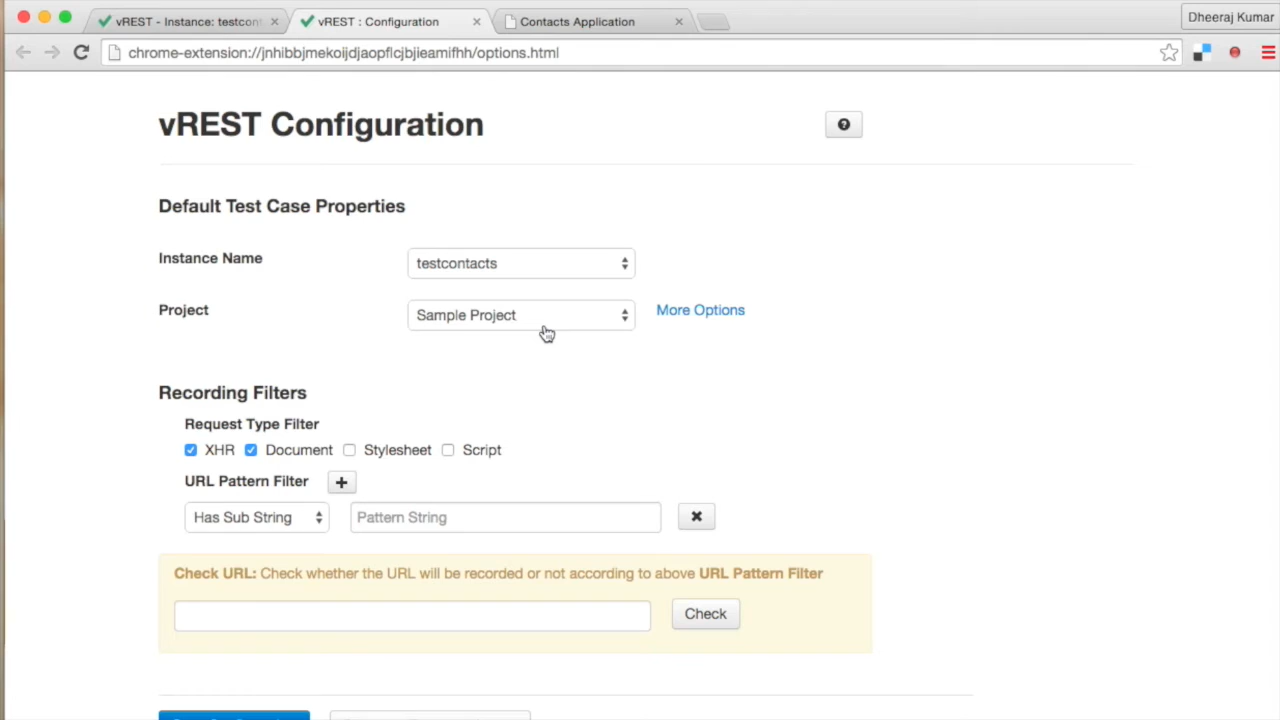 vREST - Instance: testcont
vREST : Configuration
Contacts Application
Dheeraj Kumar
chrome-extension://jnhibbjmekoijdjaopflcjbjieamifhh/options.html
vREST Configuration
Default Test Case Properties
Instance Name
testcontacts
Project
Sample Project
More Options
Recording Filters
Request Type Filter
XHR Document Stylesheet Script
URL Pattern Filter
Has Sub String
Pattern String
Check URL: Check whether the URL will be recorded or not according to above URL Pattern Filter
Check